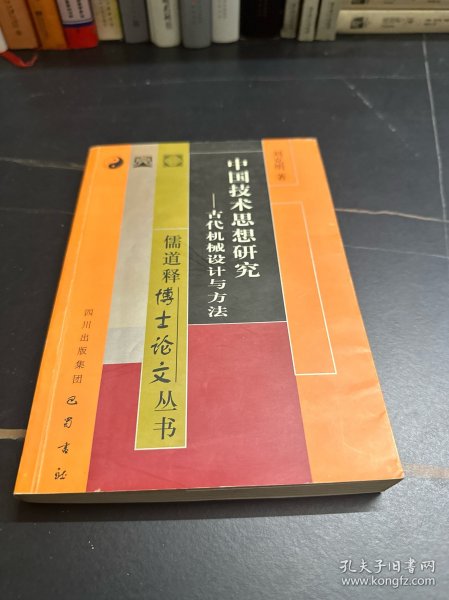 刘克明 著
中国技术思想研究
——古代机械设计与方法
儒道释博士论文丛书
四川出版集团 巴蜀书社
孔夫子旧书网
www.kongfz.com